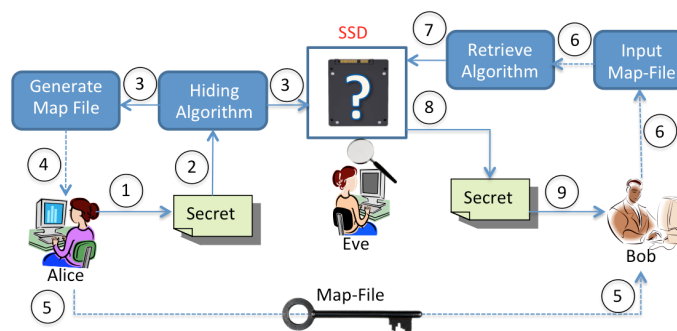 SSD
7
6
Generate
Map File
3
Hiding
Algorithm
3
?
Retrieve
Algorithm
Input
Map-File
8
6
4
1
2
Secret
Secret
9
Alice
Eve
Bob
5
Map-File
5